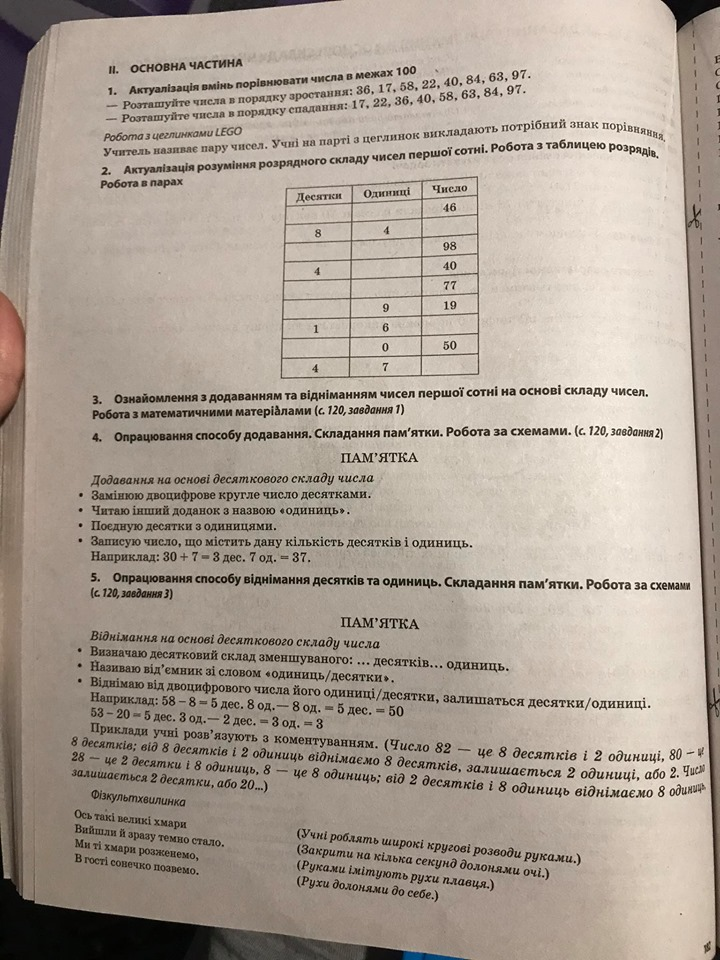 II. ОСНОВНА ЧАСТИНА
1. Актуалізація вмінь порівнювати числа в межах 100
— Розташуйте числа в порядку зростання: 36, 17, 58, 22, 40, 84, 63, 97.
— Розташуйте числа в порядку спадання: 17, 22, 36, 40, 58, 63, 84, 97.
Робота з цеглинками LEGO
Учитель називає пару чисел. Учні на парті з цеглинок викладають потрібний знак порівняння.
2. Актуалізація розуміння розрядного складу чисел першої сотні. Робота з таблицею розрядів.
Робота в парах
Десятки Одиниці Число
46
8 4
98
4 40
77
9 19
1 6
0 50
4 7
3. Ознайомлення з додаванням та відніманням чисел першої сотні на основі складу чисел.
Робота з математичними матеріалами (с. 120, завдання 1)
4. Опрацювання способу додавання. Складання пам’ятки. Робота за схемами. (с. 120, завдання 2)
ПАМ’ЯТКА
Додавання на основі десяткового складу числа
• Замінюю двоцифрове кругле число десятками.
• Читаю інший доданок з назвою «одиниць».
• Поєдную десятки з одиницями.
• Записую число, що містить дану кількість десятків і одиниць.
Наприклад: 30 + 7 = 3 дес. 7 од. = 37.
5. Опрацювання способу віднімання десятків та одиниць. Складання пам’ятки. Робота за схемами
(с. 120, завдання 3)
ПАМ’ЯТКА
Віднімання на основі десяткового складу числа
• Визначаю десятковий склад зменшуваного: ... десятків... одиниць.
• Називаю від’ємник зі словом «одиниць/десятки».
• Віднімаю від двоцифрового числа його одиниці/десятки, залишаться десятки/одиниці.
Наприклад: 58 – 8 = 5 дес. 8 од.— 8 од. = 5 дес. = 50
53 – 20 = 5 дес. 3 од.— 2 дес. = 3 од. = 3
Приклади учні розв’язують з коментуванням. (Число 82 — це 8 десятків і 2 одиниці, 80 — це
8 десятків; від 8 десятків і 2 одиниць віднімаємо 8 десятків, залишається 2 одиниці, або 2. Число
28 — це 2 десятки і 8 одиниць, 8 — це 8 одиниць; від 2 десятків і 8 одиниць віднімаємо 8 одиниць,
залишається 2 десятки, або 20...)
Фізкультхвилинка
Ось такі великі хмари (Учні роблять широкі кругові розводи руками.)
Вийшли й зразу темно стало. (Закрити на кілька секунд долонями очі.)
Ми ті хмари розженемо, (Руками імітують рухи плавця.)
В гості сонечко позвемо. (Рухи долонями до себе.)